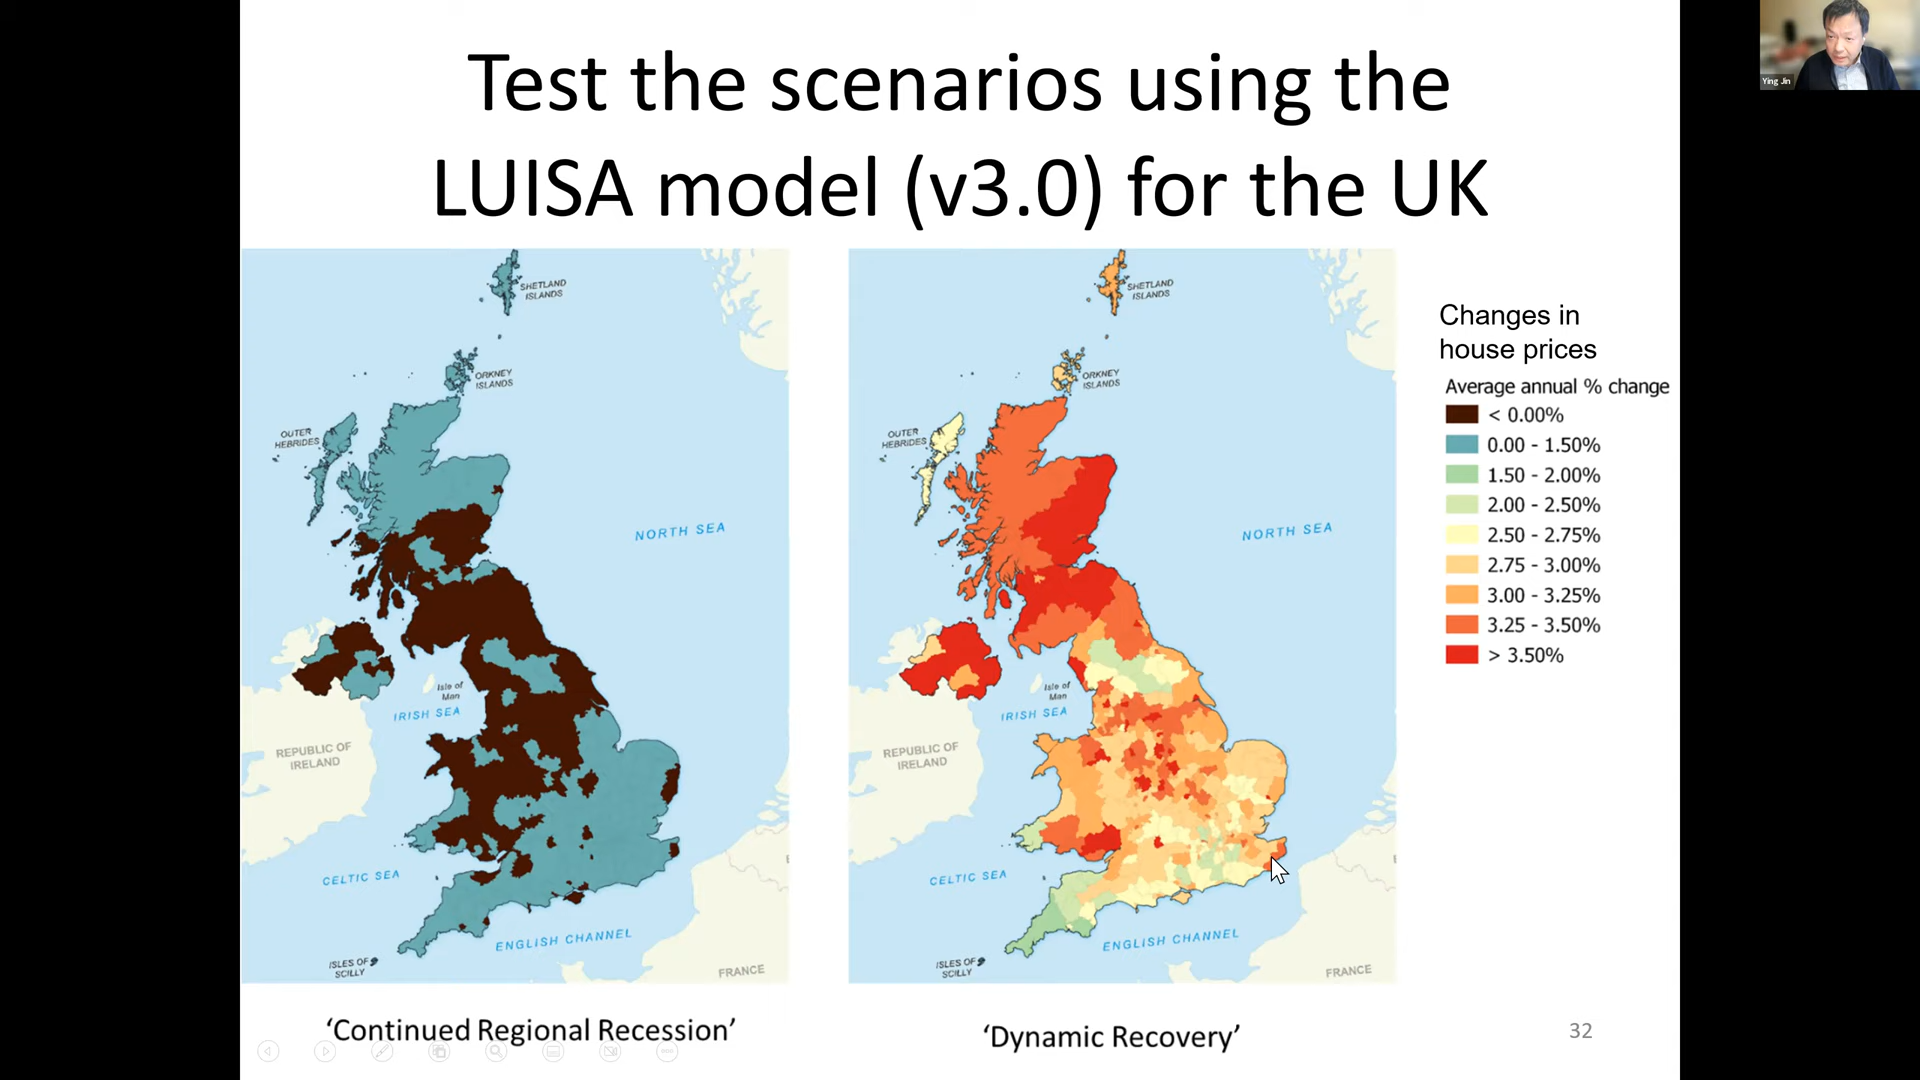 Test the scenarios using the
LUISA model (v3.0) for the UK
Ying Jin
SHETLAND
ISLANDS
ORKNEY
ISLANDS
OUTER
HEBRIDES
NORTH SEA
Isle of
Man
IRISH SEA
REPUBLIC OF
IRELAND
CELTIC SEA
ENGLISH CHANNEL
ISLES OF
SCILLY
FRANCE
‘Continued Regional Recession’
SHETLAND
ISLANDS
ORKNEY
ISLANDS
OUTER
HEBRIDES
NORTH SEA
Isle of
Man
IRISH SEA
REPUBLIC OF
IRELAND
CELTIC SEA
ENGLISH CHANNEL
ISLES OF
SCILLY
FRANCE
‘Dynamic Recovery’
Changes in
house prices
Average annual % change
< 0.00%
0.00 - 1.50%
1.50 - 2.00%
2.00 - 2.50%
2.50 - 2.75%
2.75 - 3.00%
3.00 - 3.25%
3.25 - 3.50%
> 3.50%
32